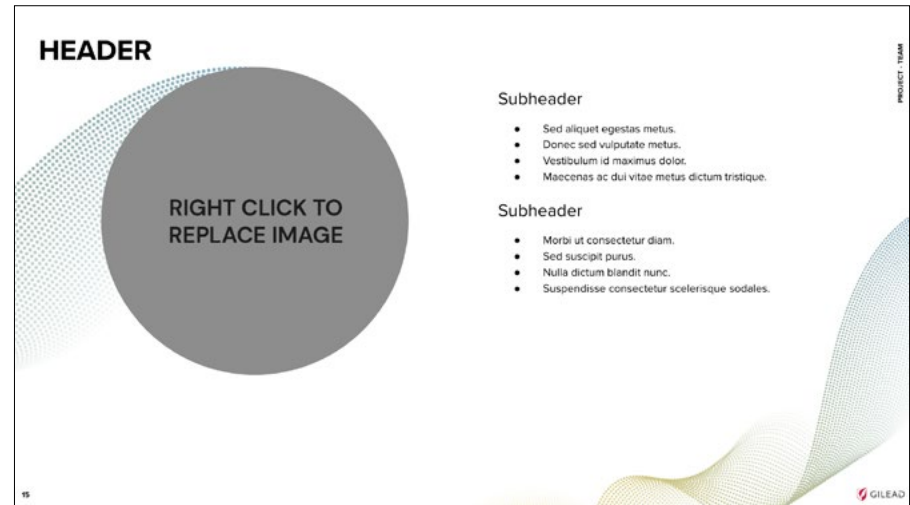 HEADER
PROJECT - TEAM
RIGHT CLICK TO
REPLACE IMAGE
Subheader
● Sed aliquet egestas metus.
● Donec sed vulputate metus.
● Vestibulum id maximus dolor.
● Maecenas ac dui vitae metus dictum tristique.
Subheader
● Morbi ut consectetur diam.
● Sed suscipit purus.
● Nulla dictum blandit nunc.
● Suspendisse consectetur scelerisque sodales.
15
GILEAD